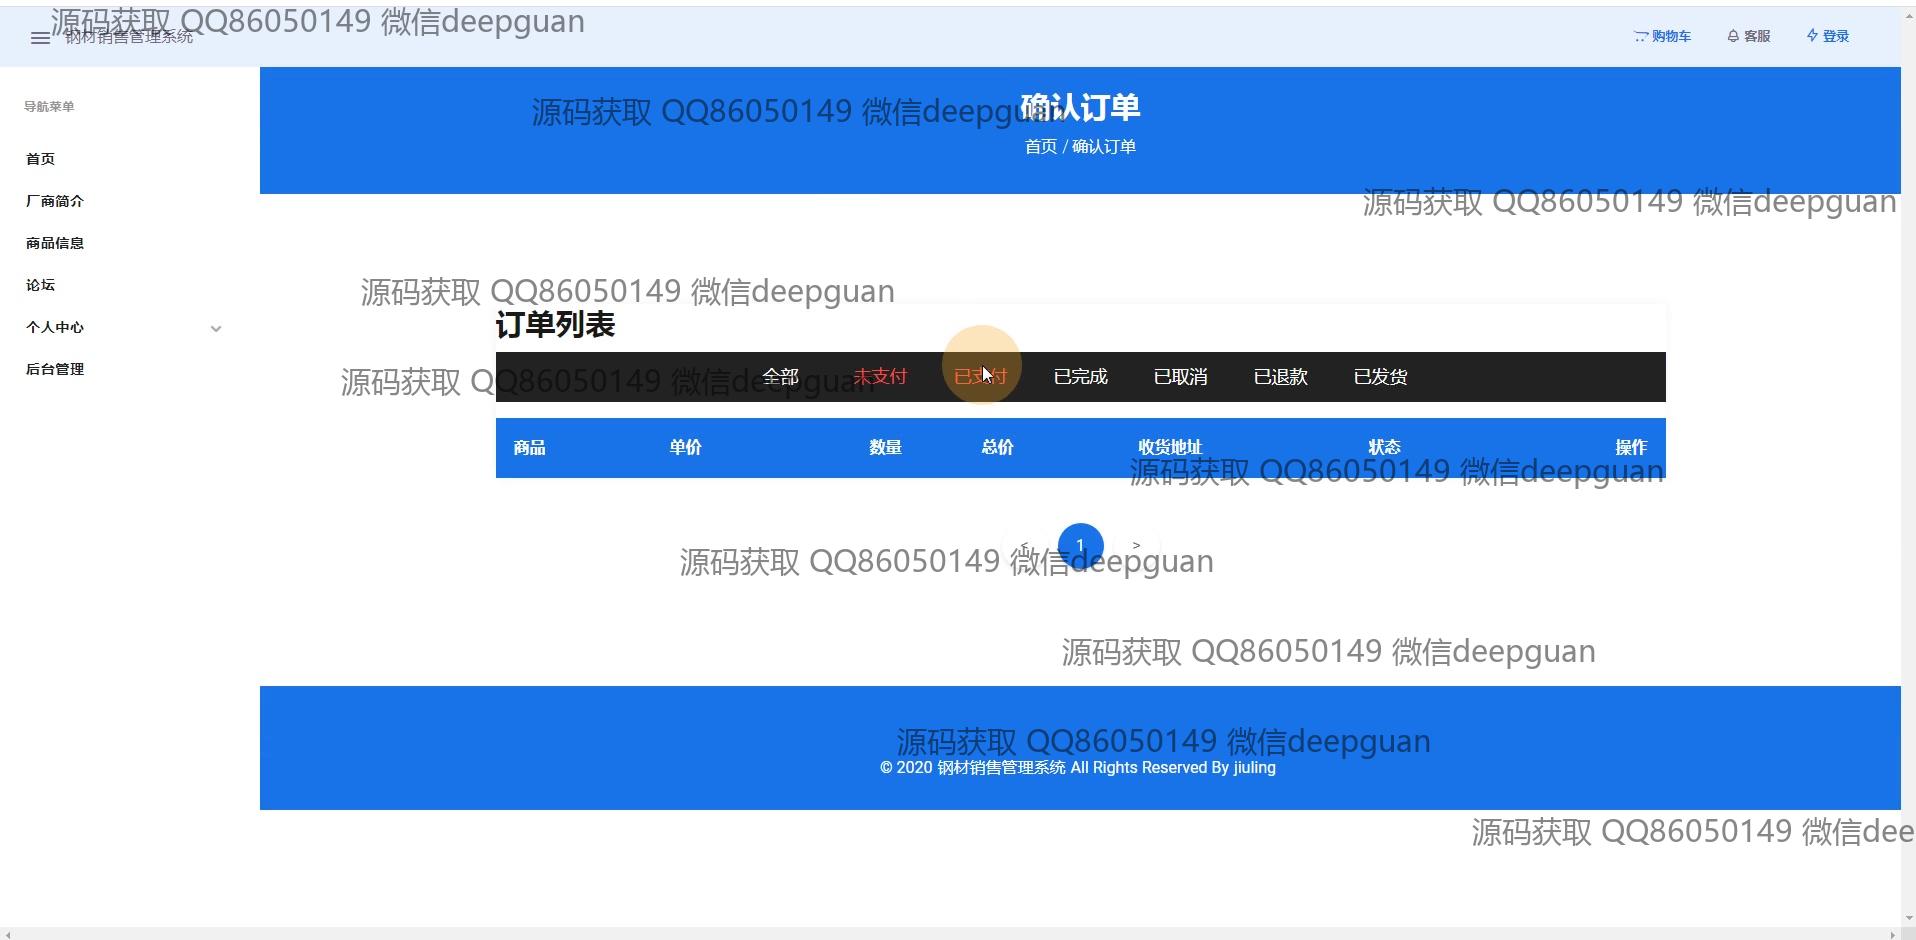 源码获取 QQ86050149 微信deepguan
钢材销售管理系统
购物车 客服 登录
导航菜单
首页
厂商简介
商品信息
论坛
个人中心
后台管理
源码获取 QQ86050149 微信deepguan
确认订单
首页 / 确认订单
源码获取 QQ86050149 微信deepguan
源码获取 QQ86050149 微信deepguan
订单列表
源码获取 QQ86050149 微信deepguan
全部 未支付 已支付 已完成 已取消 已退款 已发货
商品 单价 数量 总价 收货地址 状态 操作
源码获取 QQ86050149 微信deepguan
< 1 >
源码获取 QQ86050149 微信deepguan
源码获取 QQ86050149 微信deepguan
源码获取 QQ86050149 微信deepguan
© 2020 钢材销售管理系统 All Rights Reserved By jiuling
源码获取 QQ86050149 微信dee